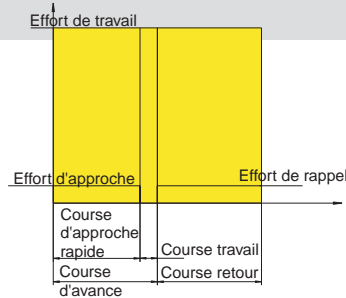 Effort de travail
Effort d'approche
Effort de rappel
Course
d'approche
rapide
Course travail
Course
d'avance
Course retour